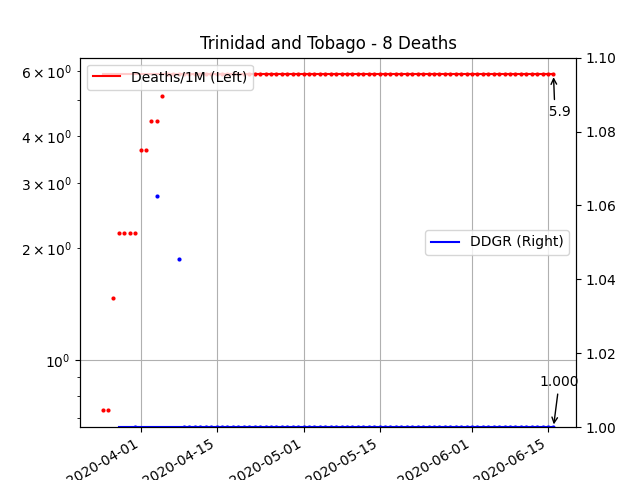 Trinidad and Tobago - 8 Deaths
Deaths/1M (Left)
DDGR (Right)
5.9
1.000
6 × 10⁰
4 × 10⁰
3 × 10⁰
2 × 10⁰
10⁰
1.10
1.08
1.06
1.04
1.02
1.00
2020-04-01
2020-04-15
2020-05-01
2020-05-15
2020-06-01
2020-06-15